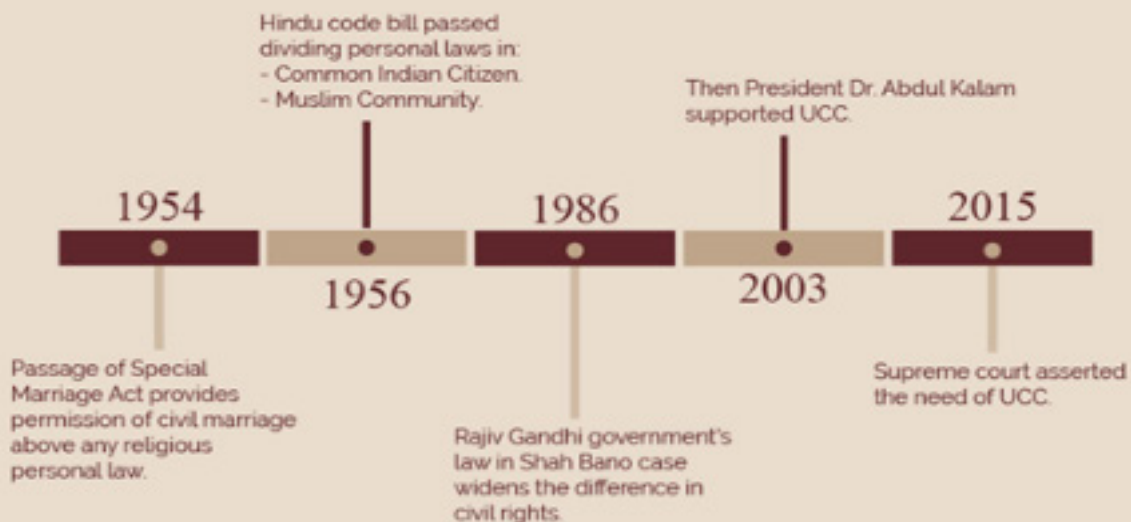 Hindu code bill passed
dividing personal laws in:
- Common Indian Citizen.
- Muslim Community.
Then President Dr. Abdul Kalam
supported UCC.
1954
1956
1986
2003
2015
Passage of Special
Marriage Act provides
permission of civil marriage
above any religious
personal law.
Rajiv Gandhi government's
law in Shah Bano case
widens the difference in
civil rights.
Supreme court asserted
the need of UCC.